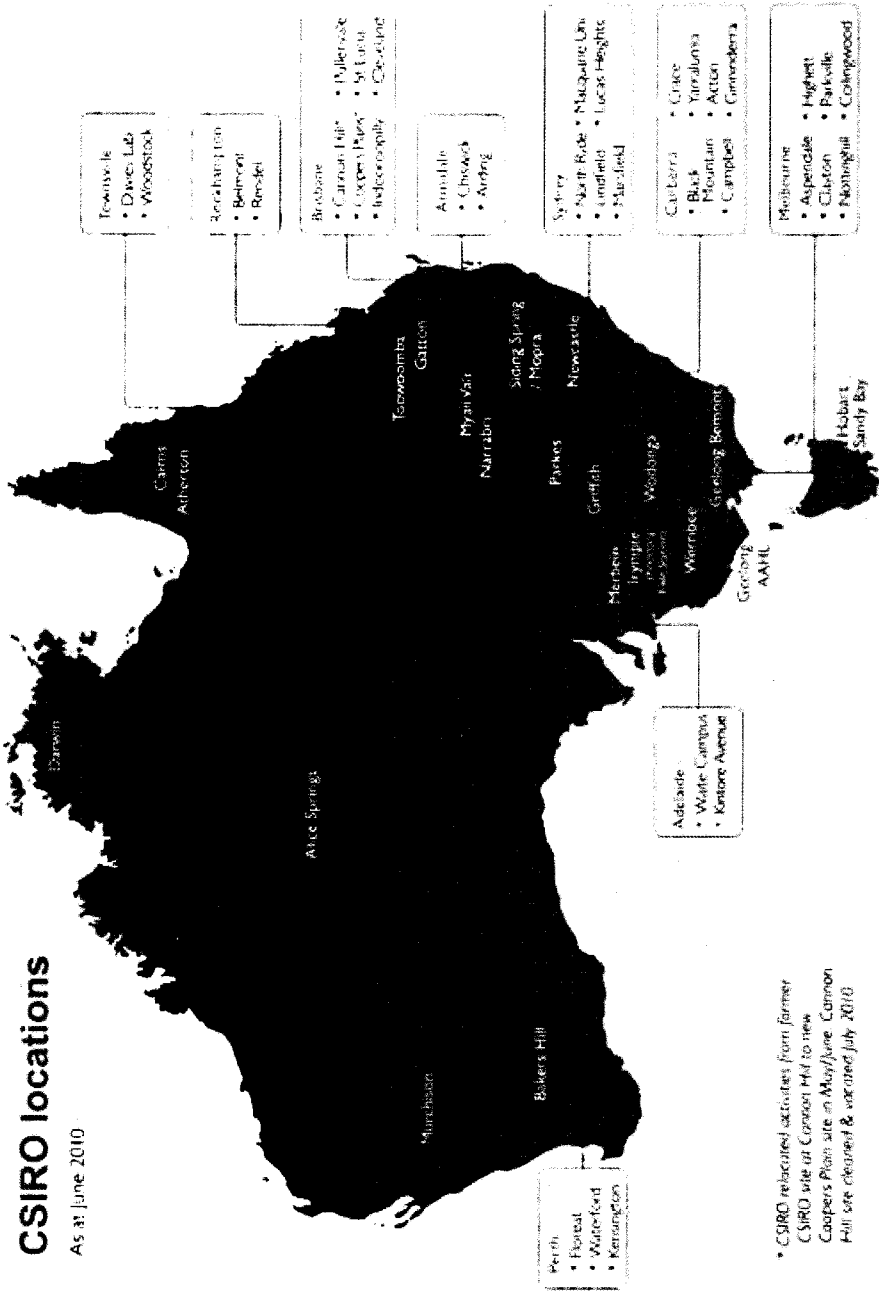 CSIRO locations
As at June 2010
Townsville
• Davies Lab
• Woodstock
Rockhampton
• Belmont
• Rendel
Brisbane
• Cannon Hill*
• Coopers Plains*
• Indooroopilly
• Pullenvale
• St Lucia
• Cleveland
Armidale
• Chiswick
• Arding
Sydney
• North Ryde
• Lindfield
• Marsfield
• Macquarie Uni
• Lucas Heights
Canberra
• Black
Mountain
• Campbell
• Crace
• Yarralumla
• Acton
• Ginninderra
Melbourne
• Aspendale
• Clayton
• Nottinghill
• Highett
• Parkville
• Collingwood
Adelaide
• Waite Campus
• Kintore Avenue
Perth
• Floreat
• Waterford
• Kensington
Darwin
Cairns
Atherton
Alice Springs
Toowoomba
Gatton
Myall Vale
Narrabri
Siding Spring
/ Mopra
Parkes
Newcastle
Griffith
Merbein
Irympre
Wodonga
Werribee
Geelong Belmont
Geelong
AAHL
Hobart
Sandy Bay
Murchison
Bakers Hill
* CSIRO relocated activities from former
CSIRO site at Cannon Hill to new
Coopers Plain site in May/June. Cannon
Hill site cleaned & vacated July 2010